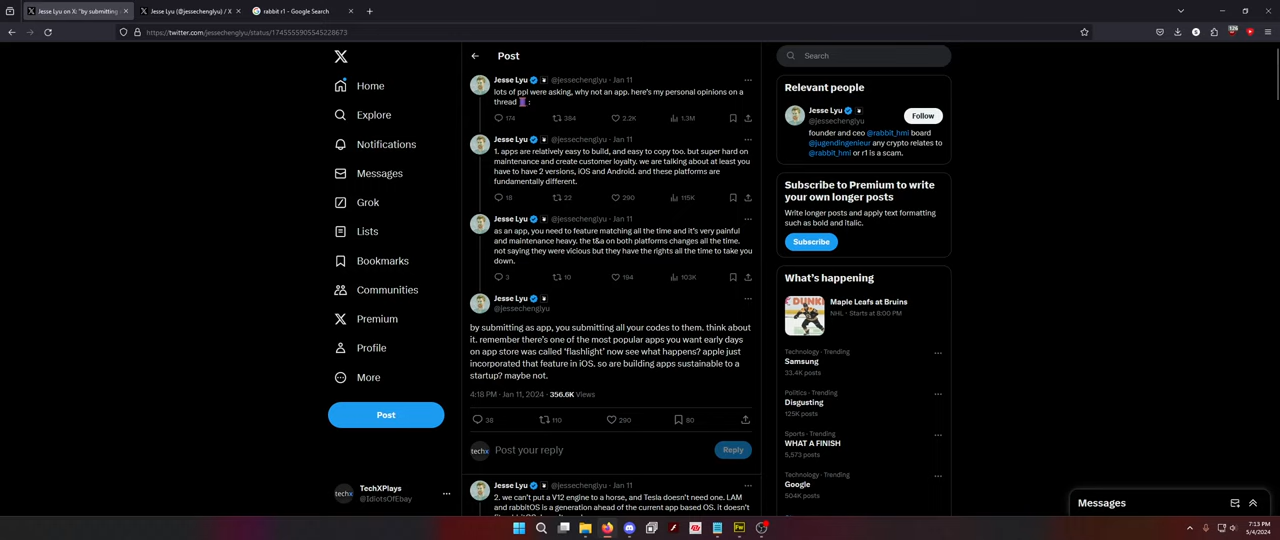 Jesse Lyu on X: "by submitting
Jesse Lyu (@jessechenglyu) / X
rabbit r1 - Google Search
https://twitter.com/jessechenglyu/status/1745555905545228673
126
Home
Explore
Notifications
Messages
Grok
Lists
Bookmarks
Communities
Premium
Profile
More
Post
TechXPlays
@IdiotsOfEbay
Post
Jesse Lyu @jessechenglyu · Jan 11
lots of ppl were asking, why not an app. here's my personal opinions on a
thread 🧵 :
174 384 2.2K 1.3M
Jesse Lyu @jessechenglyu · Jan 11
1. apps are relatively easy to build, and easy to copy too. but super hard on
maintenance and create customer loyalty. we are talking about at least you
have to have 2 versions, iOS and Android. and these platforms are
fundamentally different.
18 22 290 115K
Jesse Lyu @jessechenglyu · Jan 11
as an app, you need to feature matching all the time and it's very painful
and maintenance heavy. the t&a on both platforms changes all the time.
not saying they were vicious but they have the rights all the time to take you
down.
3 10 194 103K
Jesse Lyu
@jessechenglyu
by submitting as app, you submitting all your codes to them. think about
it. remember there's one of the most popular apps you want early days
on app store was called 'flashlight' now see what happens? apple just
incorporated that feature in iOS. so are building apps sustainable to a
startup? maybe not.
4:18 PM · Jan 11, 2024 · 356.6K Views
38 110 290 80
techx
Post your reply
Reply
Jesse Lyu @jessechenglyu · Jan 11
2. we can't put a V12 engine to a horse, and Tesla doesn't need one. LAM
and rabbitOS is a generation ahead of the current app based OS. it doesn't
Search
Relevant people
Jesse Lyu
@jessechenglyu
Follow
founder and ceo @rabbit_hmi board
@jugendingenieur any crypto relates to
@rabbit_hmi or r1 is a scam.
Subscribe to Premium to write
your own longer posts
Write longer posts and apply text formatting
such as bold and italic.
Subscribe
What's happening
Maple Leafs at Bruins
NHL · Starts at 8:00 PM
Technology · Trending
Samsung
33.4K posts
Politics · Trending
Disgusting
125K posts
Sports · Trending
WHAT A FINISH
5,573 posts
Technology · Trending
Google
504K posts
Messages
7:13 PM
5/4/2024